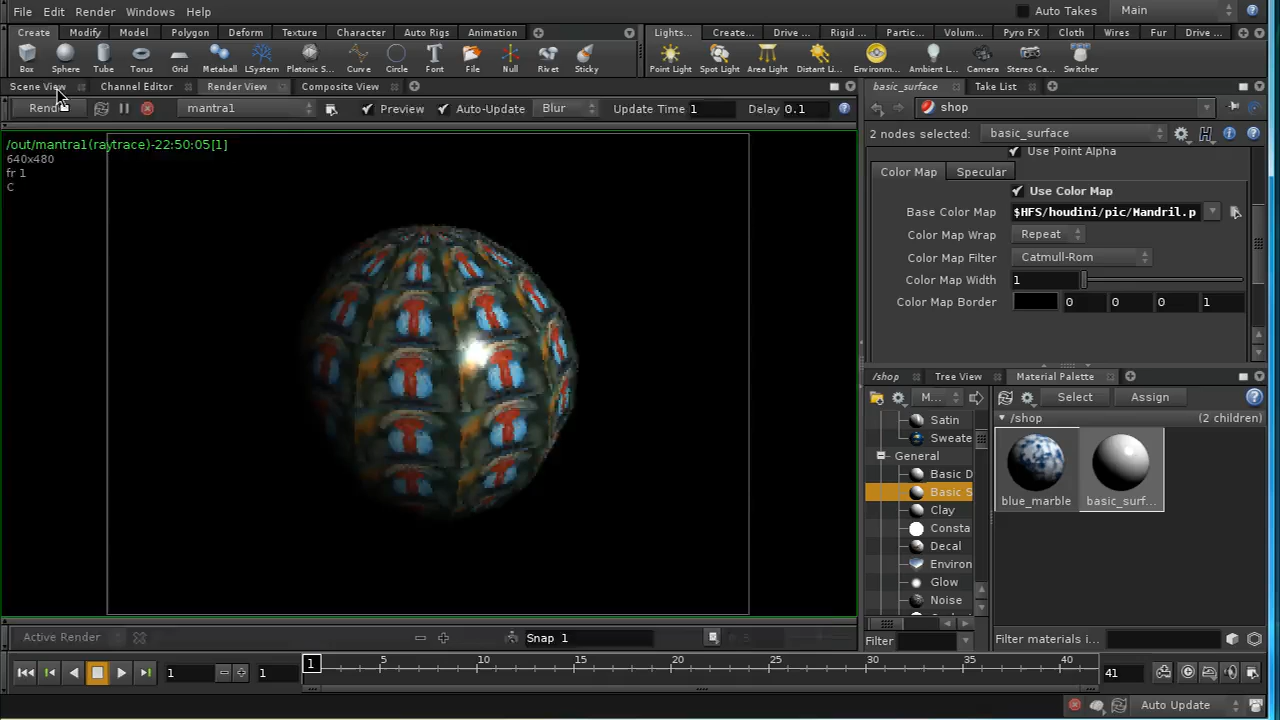 File Edit Render Windows Help
Auto Takes Main
Create Modify Model Polygon Deform Texture Character Auto Rigs Animation
Lights... Create... Drive ... Rigid ... Partic... Volum... Pyro FX Cloth Wires Fur Drive ...
Box Sphere Tube Torus Grid Metaball LSystem Platonic S... Curve Circle Font File Null Rivet Sticky
Point Light Spot Light Area Light Distant L... Environm... Ambient L... Camera Stereo Ca... Switcher
Scene View Channel Editor Render View Composite View
basic_surface Take List
Render mantra1 Preview Auto-Update Blur Update Time 1 Delay 0.1
shop
2 nodes selected: basic_surface
/out/mantra1(raytrace)-22:50:05[1]
640x480
fr 1
C
Use Point Alpha
Color Map Specular
Use Color Map
Base Color Map $HFS/houdini/pic/Mandril.p
Color Map Wrap Repeat
Color Map Filter Catmull-Rom
Color Map Width 1
Color Map Border 0 0 0 1
/shop Tree View Material Palette
M... Select Assign
/shop (2 children)
Satin
Sweate
General
Basic D
Basic S
Clay
Consta
Decal
Environ
Glow
Noise
blue_marble basic_surf...
Filter
Filter materials i...
Active Render Snap 1
1 1 1 5 10 15 20 25 30 35 40 41
Auto Update